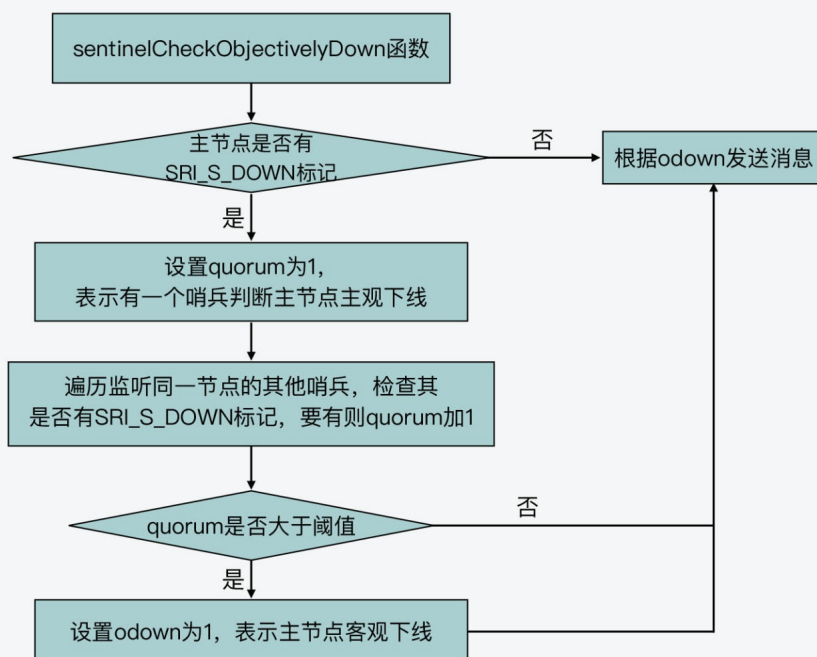 sentinelCheckObjectivelyDown函数
主节点是否有
SRI_S_DOWN标记
否
根据odown发送消息
是
设置quorum为1，
表示有一个哨兵判断主节点主观下线
遍历监听同一节点的其他哨兵，检查其
是否有SRI_S_DOWN标记，要有则quorum加1
quorum是否大于阈值
否
是
设置odown为1，表示主节点客观下线